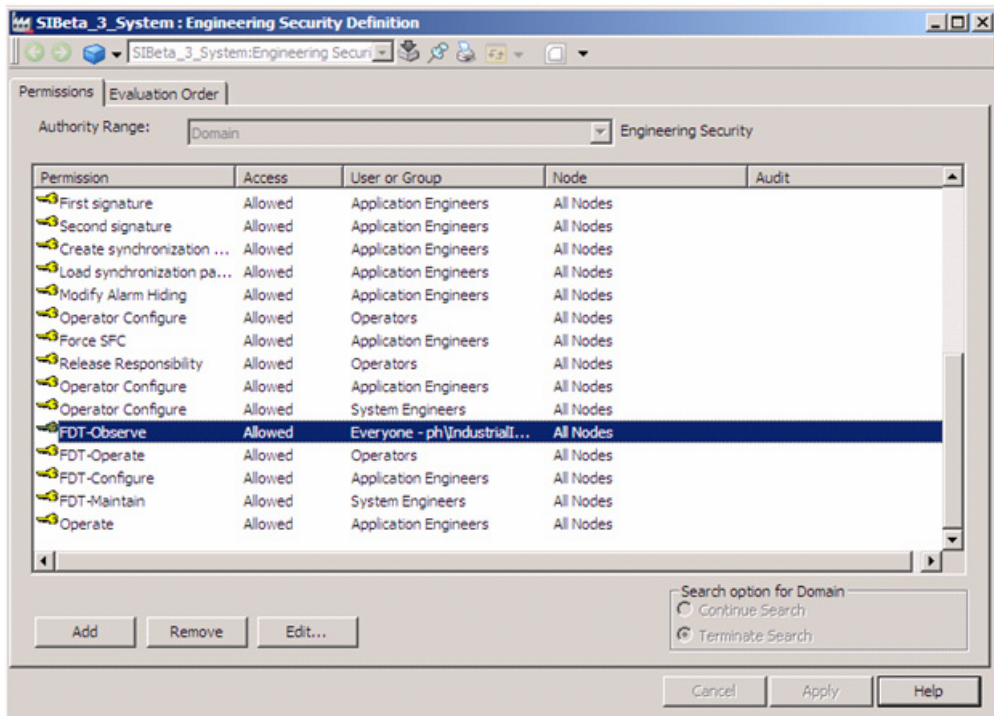 SIBeta_3_System : Engineering Security Definition
SIBeta_3_System:Engineering Securi
Permissions Evaluation Order
Authority Range: Domain Engineering Security
Permission Access User or Group Node Audit
First signature Allowed Application Engineers All Nodes
Second signature Allowed Application Engineers All Nodes
Create synchronization ... Allowed Application Engineers All Nodes
Load synchronization pa... Allowed Application Engineers All Nodes
Modify Alarm Hiding Allowed Application Engineers All Nodes
Operator Configure Allowed Operators All Nodes
Force SFC Allowed Application Engineers All Nodes
Release Responsibility Allowed Operators All Nodes
Operator Configure Allowed Application Engineers All Nodes
Operator Configure Allowed System Engineers All Nodes
FDT-Observe Allowed Everyone - ph\IndustrialI... All Nodes
FDT-Operate Allowed Operators All Nodes
FDT-Configure Allowed Application Engineers All Nodes
FDT-Maintain Allowed System Engineers All Nodes
Operate Allowed Application Engineers All Nodes
Search option for Domain
Continue Search
Terminate Search
Add Remove Edit...
Cancel Apply Help